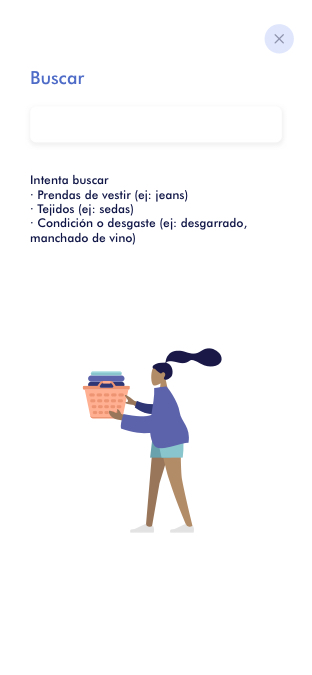 Buscar
Intenta buscar
· Prendas de vestir (ej: jeans)
· Tejidos (ej: sedas)
· Condición o desgaste (ej: desgarrado,
manchado de vino)